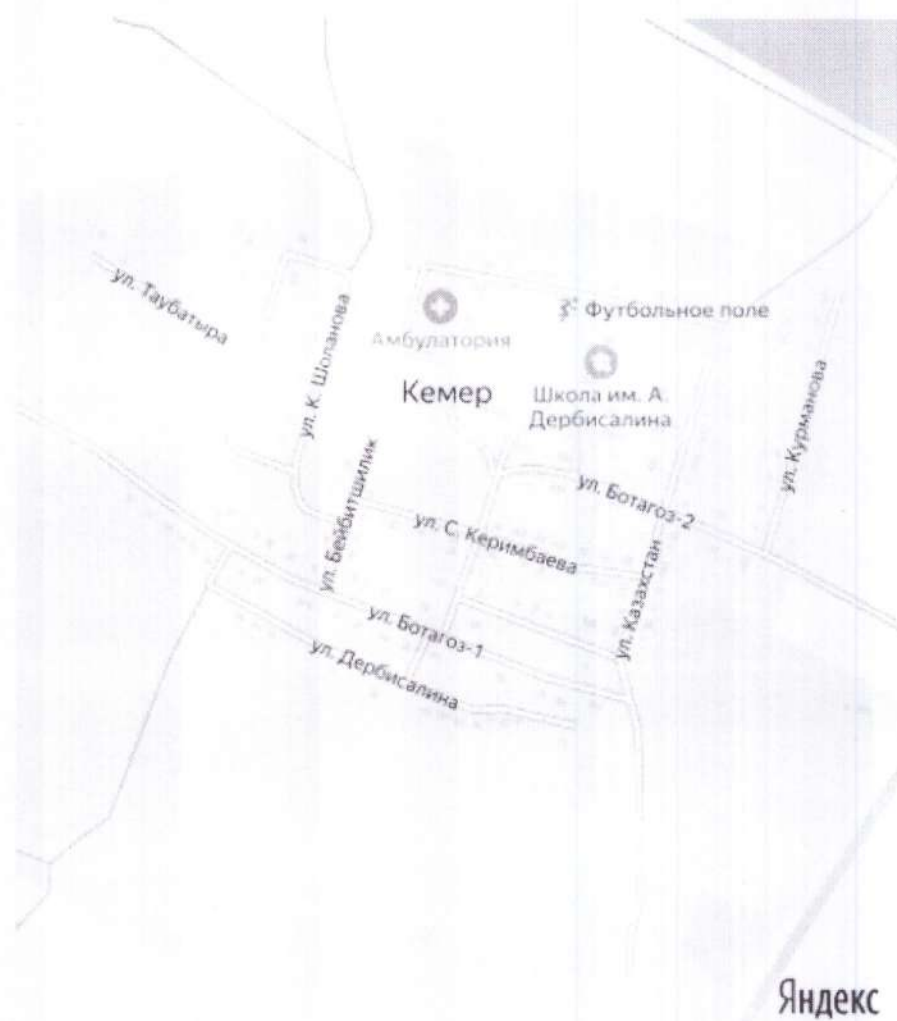 ул. Таубатыра
ул. К. Шоланова
Амбулатория
Футбольное поле
Кемер
Школа им. А.
Дербисалина
ул. Курманова
ул. Бейбитшилик
ул. Ботагоз-2
ул. С. Керимбаева
ул. Казахстан
ул. Ботагоз-1
ул. Дербисалина
Яндекс